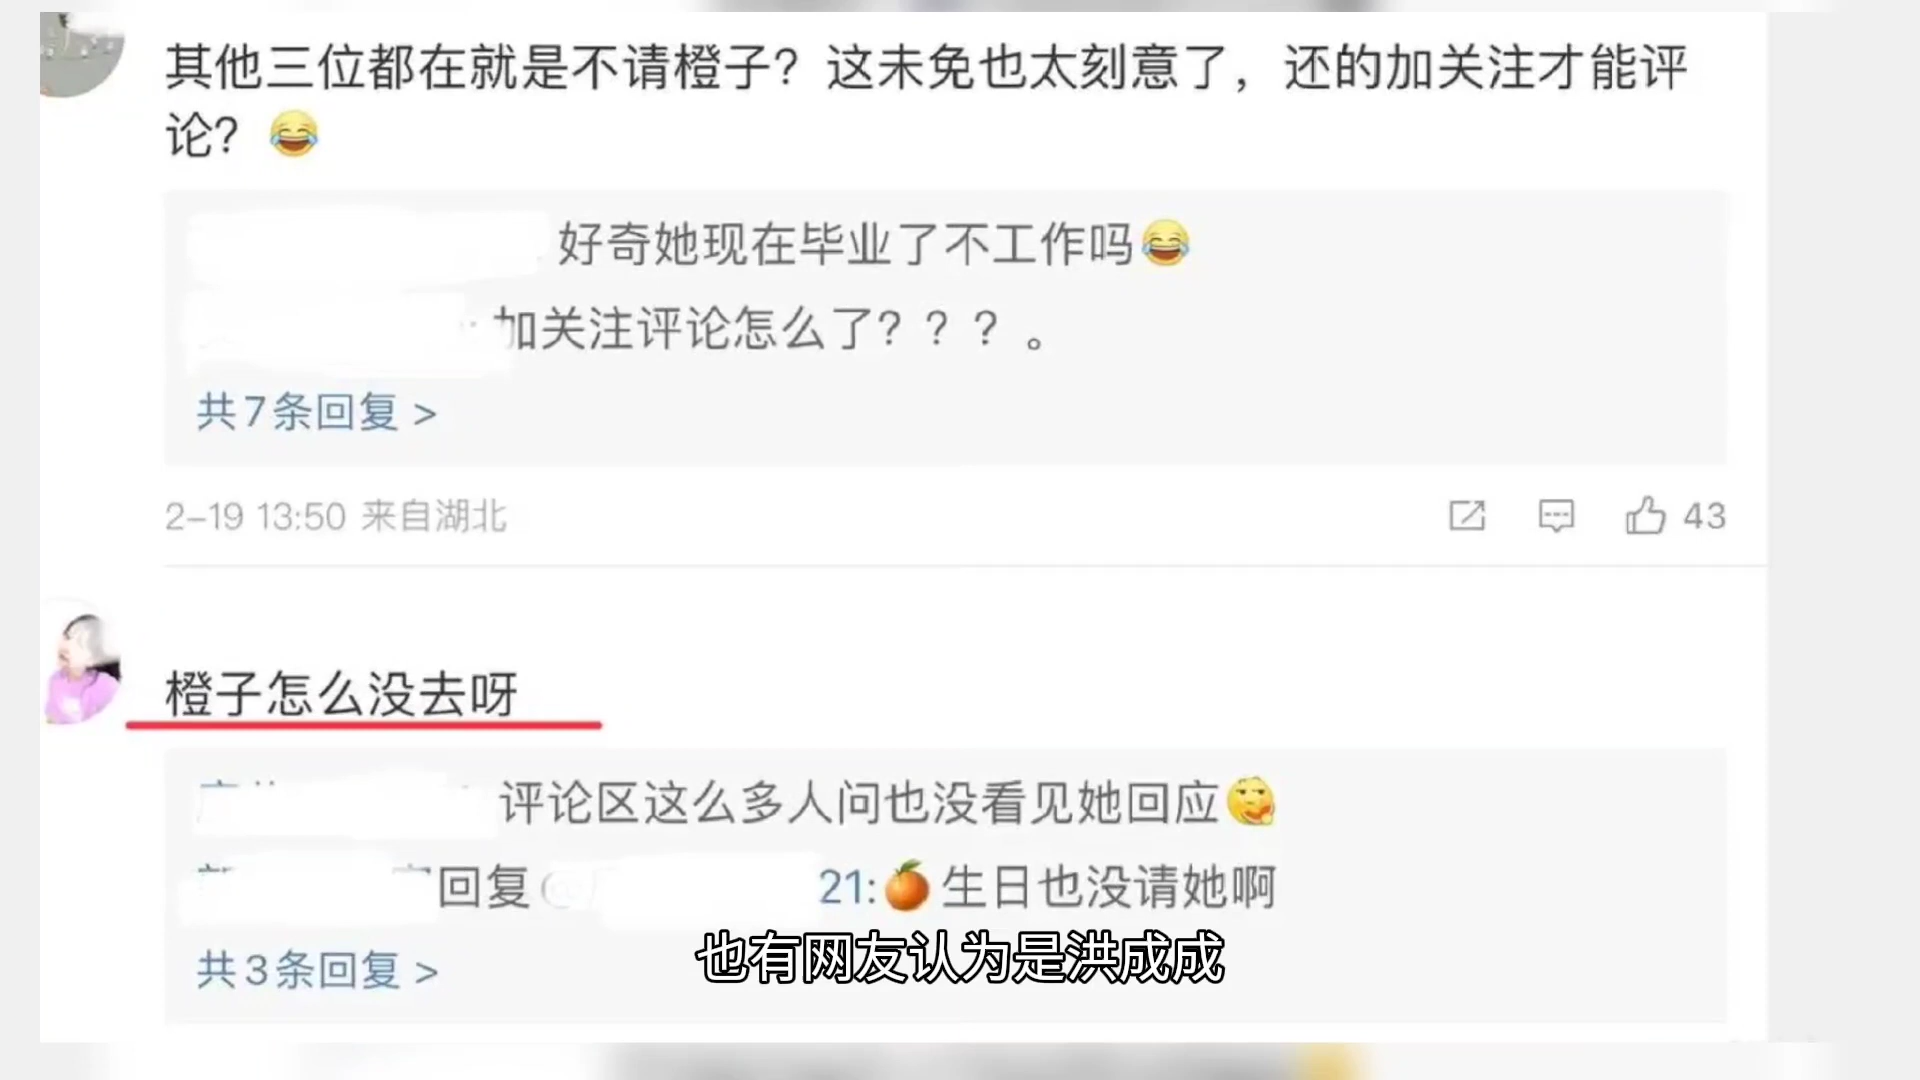 其他三位都在就是不请橙子？这未免也太刻意了，还的加关注才能评
论？😂
好奇她现在毕业了不工作吗😂
加关注评论怎么了？？？。
共7条回复 >
2-19 13:50 来自湖北
43
橙子怎么没去呀
评论区这么多人问也没看见她回应
回复@ 21:🍊生日也没请她啊
共3条回复 >
也有网友认为是洪成成